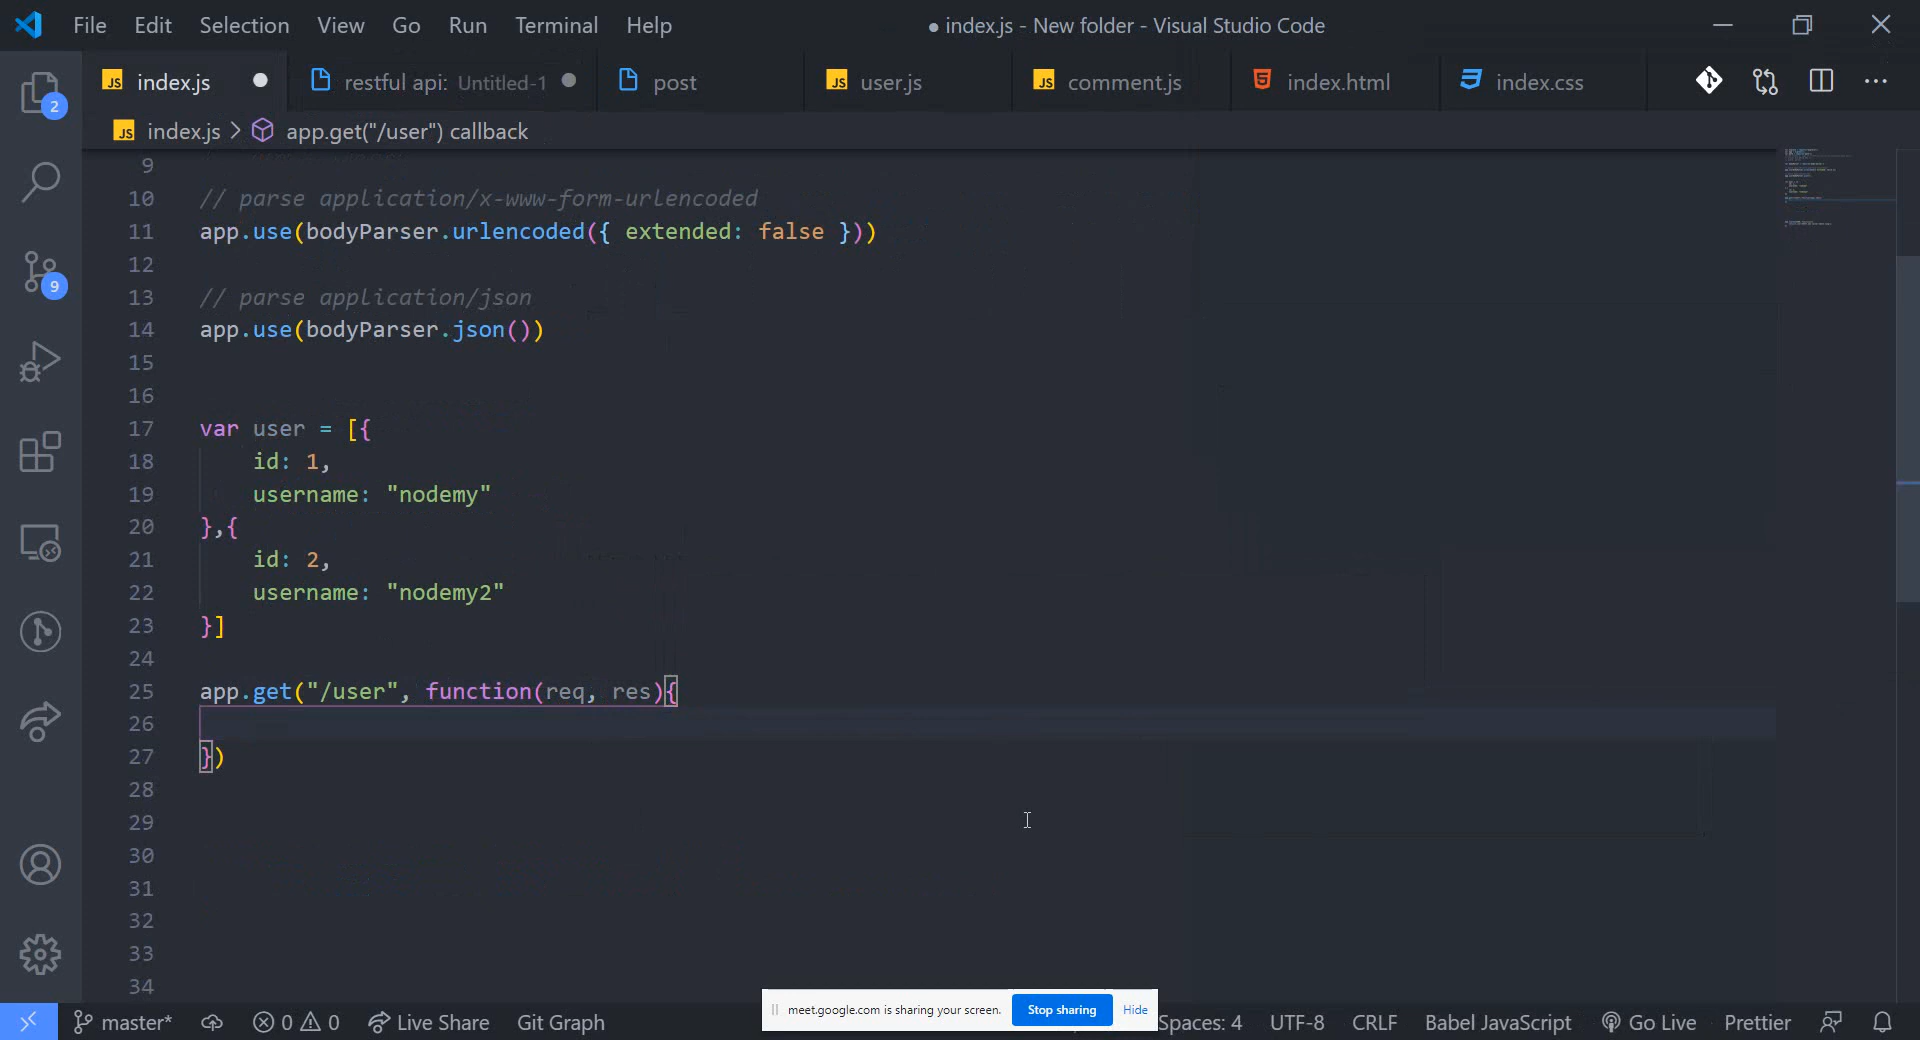 File Edit Selection View Go Run Terminal Help
● index.js - New folder - Visual Studio Code
JS index.js ● restful api: Untitled-1 ● post JS user.js JS comment.js index.html index.css ...
2
JS index.js > app.get("/user") callback
9
10 // parse application/x-www-form-urlencoded
11 app.use(bodyParser.urlencoded({ extended: false }))
12
9
13 // parse application/json
14 app.use(bodyParser.json())
15
16
17 var user = [{
18 id: 1,
19 username: "nodemy"
20 },{
21 id: 2,
22 username: "nodemy2"
23 }]
24
25 app.get("/user", function(req, res){
26
27 })
28
29
30
31
32
33
34
meet.google.com is sharing your screen. Stop sharing Hide
master* 0 0 Live Share Git Graph Spaces: 4 UTF-8 CRLF Babel JavaScript Go Live Prettier